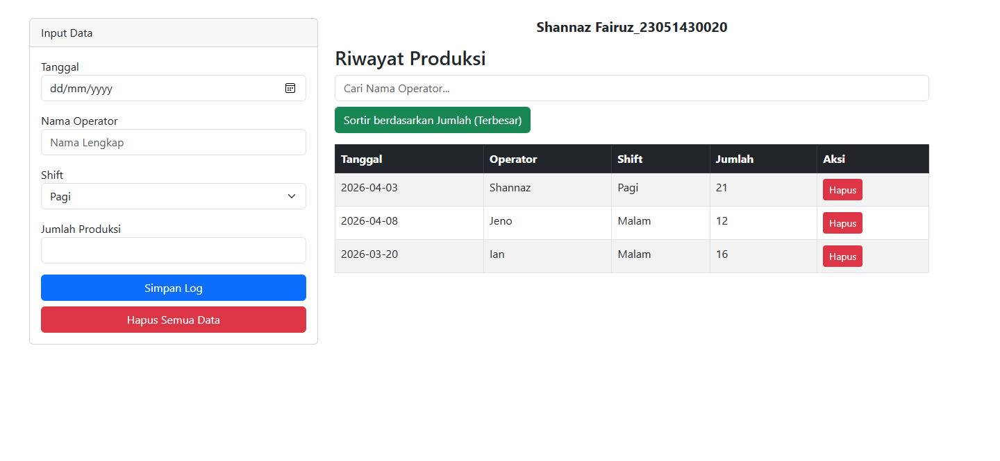 Input Data
Tanggal
dd/mm/yyyy
Nama Operator
Nama Lengkap
Shift
Pagi
Jumlah Produksi
Simpan Log
Hapus Semua Data
Shannaz Fairuz_23051430020
Riwayat Produksi
Cari Nama Operator...
Sortir berdasarkan Jumlah (Terbesar)
Tanggal Operator Shift Jumlah Aksi
2026-04-03 Shannaz Pagi 21 Hapus
2026-04-08 Jeno Malam 12 Hapus
2026-03-20 Ian Malam 16 Hapus